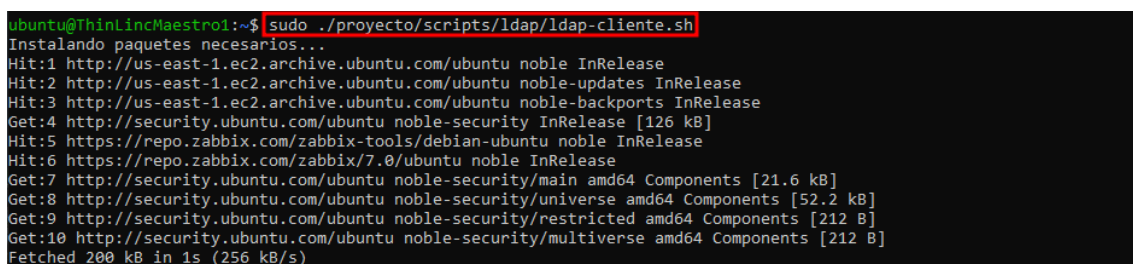 ubuntu@ThinLincMaestro1:~$ sudo ./proyecto/scripts/ldap/ldap-cliente.sh
Instalando paquetes necesarios...
Hit:1 http://us-east-1.ec2.archive.ubuntu.com/ubuntu noble InRelease
Hit:2 http://us-east-1.ec2.archive.ubuntu.com/ubuntu noble-updates InRelease
Hit:3 http://us-east-1.ec2.archive.ubuntu.com/ubuntu noble-backports InRelease
Get:4 http://security.ubuntu.com/ubuntu noble-security InRelease [126 kB]
Hit:5 https://repo.zabbix.com/zabbix-tools/debian-ubuntu noble InRelease
Hit:6 https://repo.zabbix.com/zabbix/7.0/ubuntu noble InRelease
Get:7 http://security.ubuntu.com/ubuntu noble-security/main amd64 Components [21.6 kB]
Get:8 http://security.ubuntu.com/ubuntu noble-security/universe amd64 Components [52.2 kB]
Get:9 http://security.ubuntu.com/ubuntu noble-security/restricted amd64 Components [212 B]
Get:10 http://security.ubuntu.com/ubuntu noble-security/multiverse amd64 Components [212 B]
Fetched 200 kB in 1s (256 kB/s)